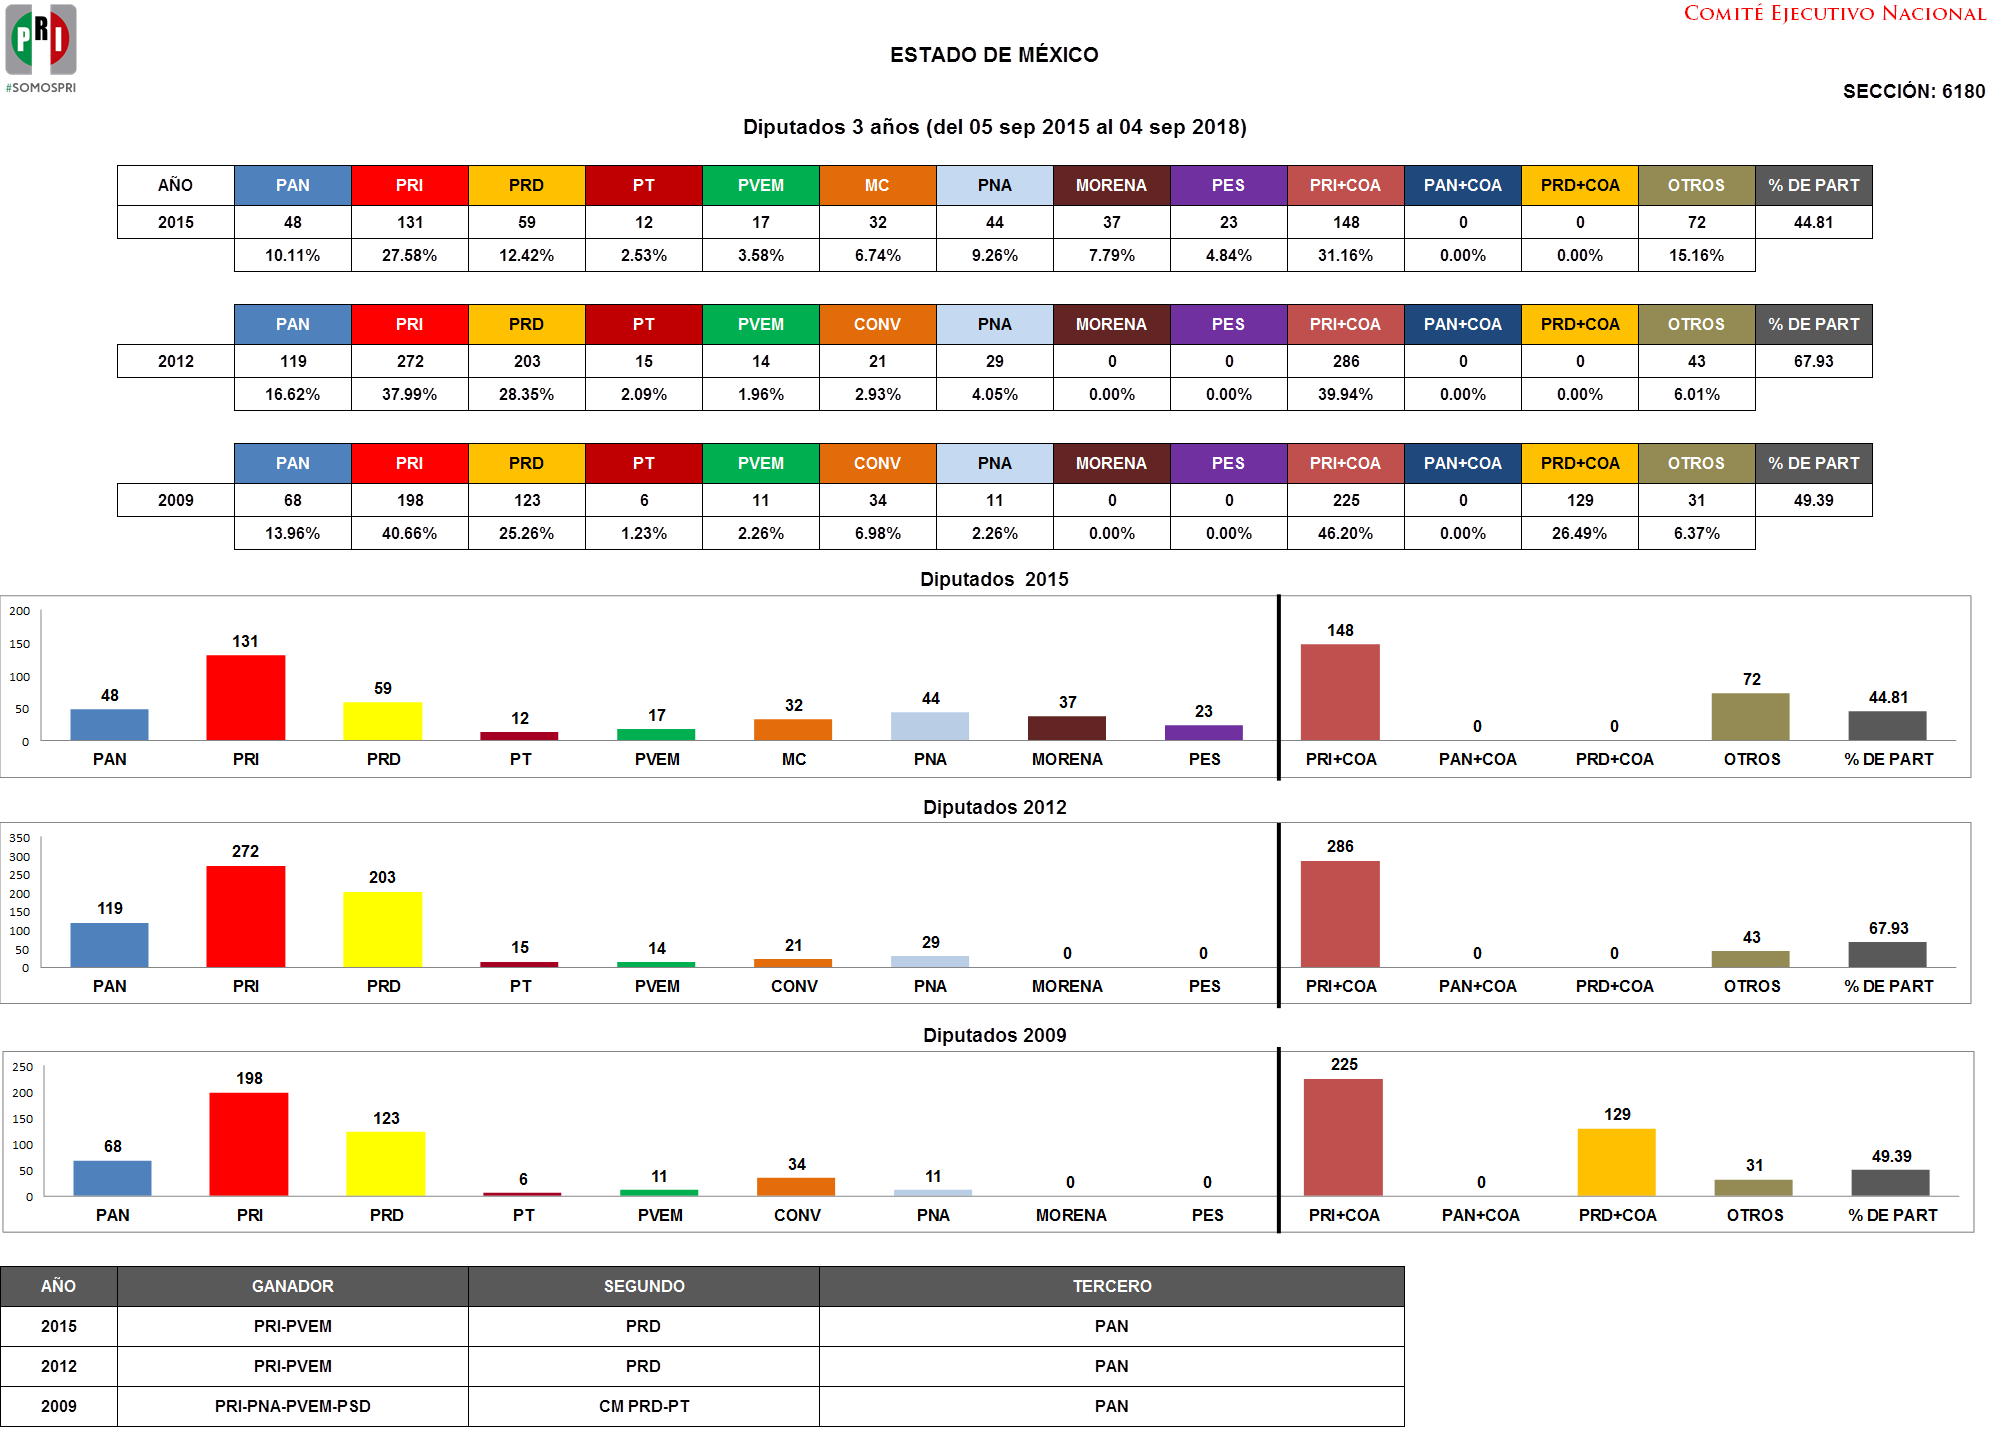 PRI
#SOMOSPRI
COMITÉ EJECUTIVO NACIONAL
ESTADO DE MÉXICO
SECCIÓN: 6180
Diputados 3 años (del 05 sep 2015 al 04 sep 2018)
AÑO PAN PRI PRD PT PVEM MC PNA MORENA PES PRI+COA PAN+COA PRD+COA OTROS % DE PART
2015 48 131 59 12 17 32 44 37 23 148 0 0 72 44.81
10.11% 27.58% 12.42% 2.53% 3.58% 6.74% 9.26% 7.79% 4.84% 31.16% 0.00% 0.00% 15.16%
PAN PRI PRD PT PVEM CONV PNA MORENA PES PRI+COA PAN+COA PRD+COA OTROS % DE PART
2012 119 272 203 15 14 21 29 0 0 286 0 0 43 67.93
16.62% 37.99% 28.35% 2.09% 1.96% 2.93% 4.05% 0.00% 0.00% 39.94% 0.00% 0.00% 6.01%
PAN PRI PRD PT PVEM CONV PNA MORENA PES PRI+COA PAN+COA PRD+COA OTROS % DE PART
2009 68 198 123 6 11 34 11 0 0 225 0 129 31 49.39
13.96% 40.66% 25.26% 1.23% 2.26% 6.98% 2.26% 0.00% 0.00% 46.20% 0.00% 26.49% 6.37%
Diputados 2015
200
150
100
50
0
48 131 59 12 17 32 44 37 23 148 0 0 72 44.81
PAN PRI PRD PT PVEM MC PNA MORENA PES PRI+COA PAN+COA PRD+COA OTROS % DE PART
Diputados 2012
350
300
250
200
150
100
50
0
119 272 203 15 14 21 29 0 0 286 0 0 43 67.93
PAN PRI PRD PT PVEM CONV PNA MORENA PES PRI+COA PAN+COA PRD+COA OTROS % DE PART
Diputados 2009
250
200
150
100
50
0
68 198 123 6 11 34 11 0 0 225 0 129 31 49.39
PAN PRI PRD PT PVEM CONV PNA MORENA PES PRI+COA PAN+COA PRD+COA OTROS % DE PART
AÑO GANADOR SEGUNDO TERCERO
2015 PRI-PVEM PRD PAN
2012 PRI-PVEM PRD PAN
2009 PRI-PNA-PVEM-PSD CM PRD-PT PAN